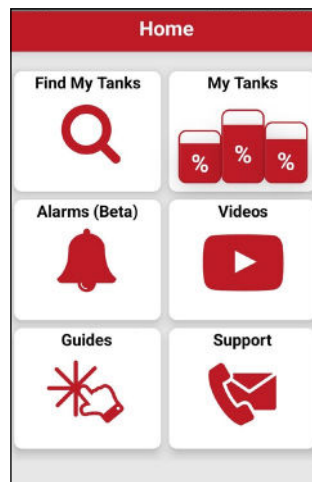 Home
Find My Tanks
My Tanks
% % %
Alarms (Beta)
Videos
Guides
Support